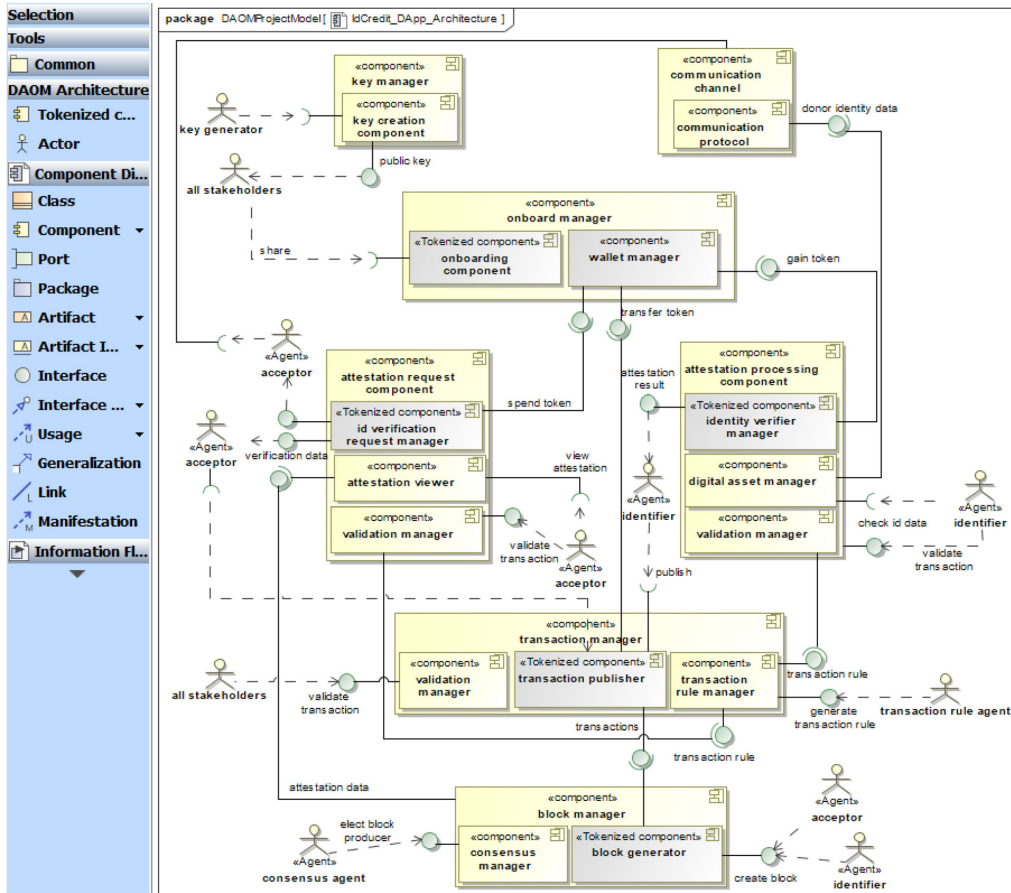 Selection
Tools
Common
DAOM Architecture
Tokenized c...
Actor
Component Di...
Class
Component
Port
Package
Artifact
Artifact I...
Interface
Interface ...
Usage
Generalization
Link
Manifestation
Information Fl...
package DAOMProjectModel[ IdCredit_DApp_Architecture ]
«component»
key manager
«component»
key creation
component
key generator
public key
all stakeholders
share
«component»
communication
channel
«component»
communication
protocol
donor identity data
«component»
onboard manager
«Tokenized component»
onboarding
component
«component»
wallet manager
gain token
transfer token
«Agent»
acceptor
«component»
attestation request
component
«Tokenized component»
id verification
request manager
spend token
«Agent»
acceptor
verification data
«component»
attestation viewer
view
attestation
«component»
validation manager
validate
transaction
«Agent»
acceptor
attestation
result
«component»
attestation processing
component
«Tokenized component»
identity verifier
manager
«Agent»
identifier
«component»
digital asset manager
check id data
«Agent»
identifier
«component»
validation manager
validate
transaction
publish
«component»
transaction manager
all stakeholders
validate
transaction
«component»
validation
manager
«Tokenized component»
transaction publisher
«component»
transaction
rule manager
transaction rule
generate
transaction rule
transaction rule agent
transactions
transaction rule
attestation data
«component»
block manager
elect block
producer
«Agent»
consensus agent
«component»
consensus
manager
«Tokenized component»
block generator
create block
«Agent»
acceptor
«Agent»
identifier